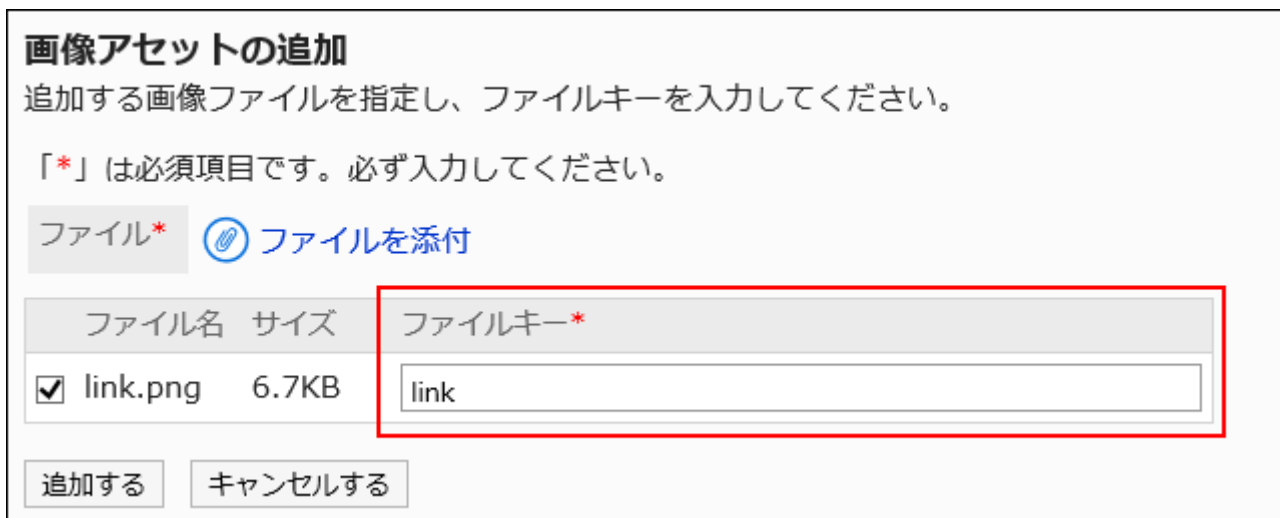 画像アセットの追加
追加する画像ファイルを指定し、ファイルキーを入力してください。
「*」は必須項目です。必ず入力してください。
ファイル* ファイルを添付
ファイル名 サイズ ファイルキー*
link.png 6.7KB link
追加する キャンセルする